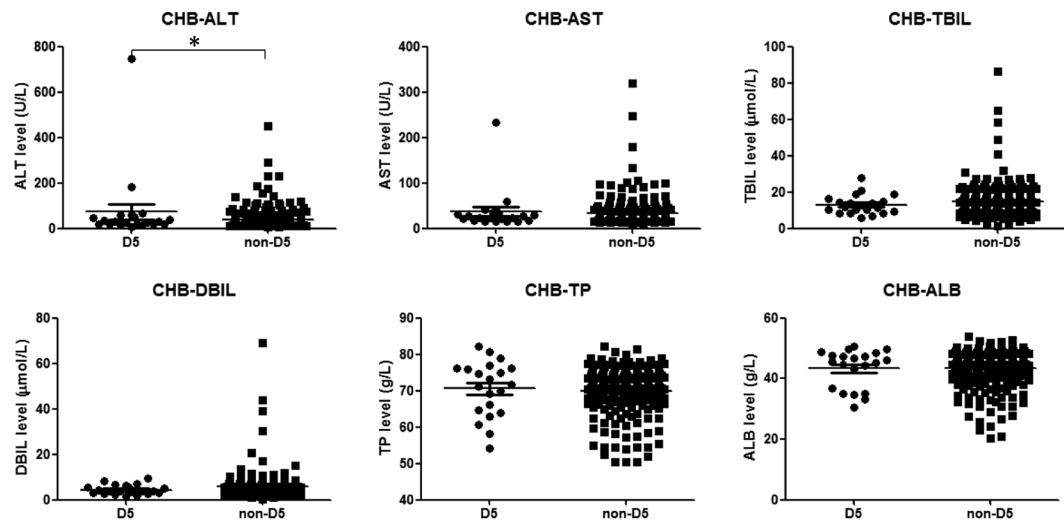 CHB-ALT
*
ALT level (U/L)
800
600
400
200
0
D5
non-D5
CHB-AST
AST level (U/L)
400
300
200
100
0
D5
non-D5
CHB-TBIL
TBIL level (μmol/L)
100
80
60
40
20
0
D5
non-D5
CHB-DBIL
DBIL level (μmol/L)
80
60
40
20
0
D5
non-D5
CHB-TP
TP level (g/L)
90
80
70
60
50
40
D5
non-D5
CHB-ALB
ALB level (g/L)
60
40
20
0
D5
non-D5